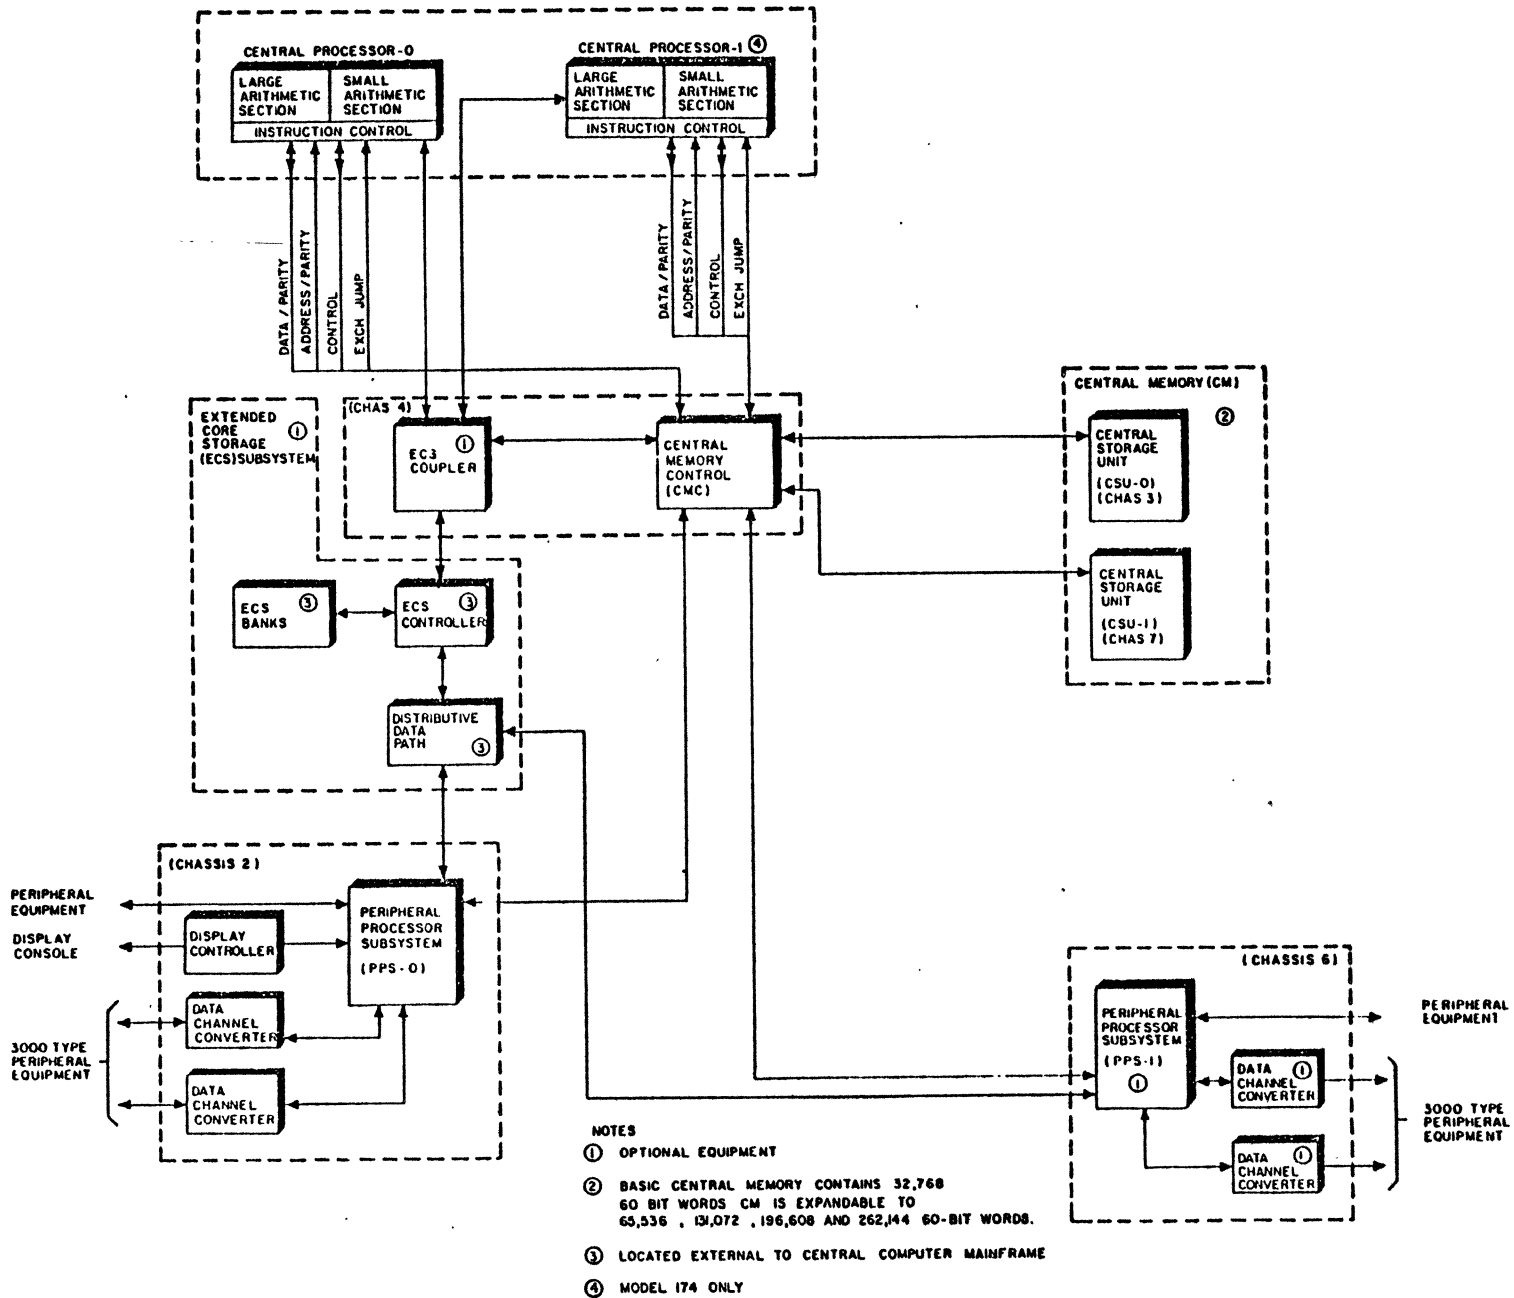 CENTRAL PROCESSOR-0
LARGE
ARITHMETIC
SECTION
SMALL
ARITHMETIC
SECTION
INSTRUCTION CONTROL
CENTRAL PROCESSOR-1 ④
LARGE
ARITHMETIC
SECTION
SMALL
ARITHMETIC
SECTION
INSTRUCTION CONTROL
DATA/PARITY
ADDRESS/PARITY
CONTROL
EXCH JUMP
DATA/PARITY
ADDRESS/PARITY
CONTROL
EXCH JUMP
EXTENDED
CORE
STORAGE ①
(ECS)SUBSYSTEM
(CHAS 4)
ECS ①
COUPLER
CENTRAL
MEMORY
CONTROL
(CMC)
CENTRAL MEMORY(CM)
②
CENTRAL
STORAGE
UNIT
(CSU-0)
(CHAS 3)
CENTRAL
STORAGE
UNIT
(CSU-1)
(CHAS 7)
ECS ③
BANKS
ECS ③
CONTROLLER
DISTRIBUTIVE
DATA
PATH ③
(CHASSIS 2)
PERIPHERAL
EQUIPMENT
DISPLAY
CONSOLE
DISPLAY
CONTROLLER
PERIPHERAL
PROCESSOR
SUBSYSTEM
(PPS-0)
DATA
CHANNEL
CONVERTER
3000 TYPE
PERIPHERAL
EQUIPMENT
DATA
CHANNEL
CONVERTER
(CHASSIS 6)
PERIPHERAL
PROCESSOR
SUBSYSTEM
(PPS-1)
①
PERIPHERAL
EQUIPMENT
DATA ①
CHANNEL
CONVERTER
DATA ①
CHANNEL
CONVERTER
3000 TYPE
PERIPHERAL
EQUIPMENT
NOTES
① OPTIONAL EQUIPMENT
② BASIC CENTRAL MEMORY CONTAINS 32,768
60 BIT WORDS CM IS EXPANDABLE TO
65,536 , 131,072 , 196,608 AND 262,144 60-BIT WORDS.
③ LOCATED EXTERNAL TO CENTRAL COMPUTER MAINFRAME
④ MODEL 174 ONLY